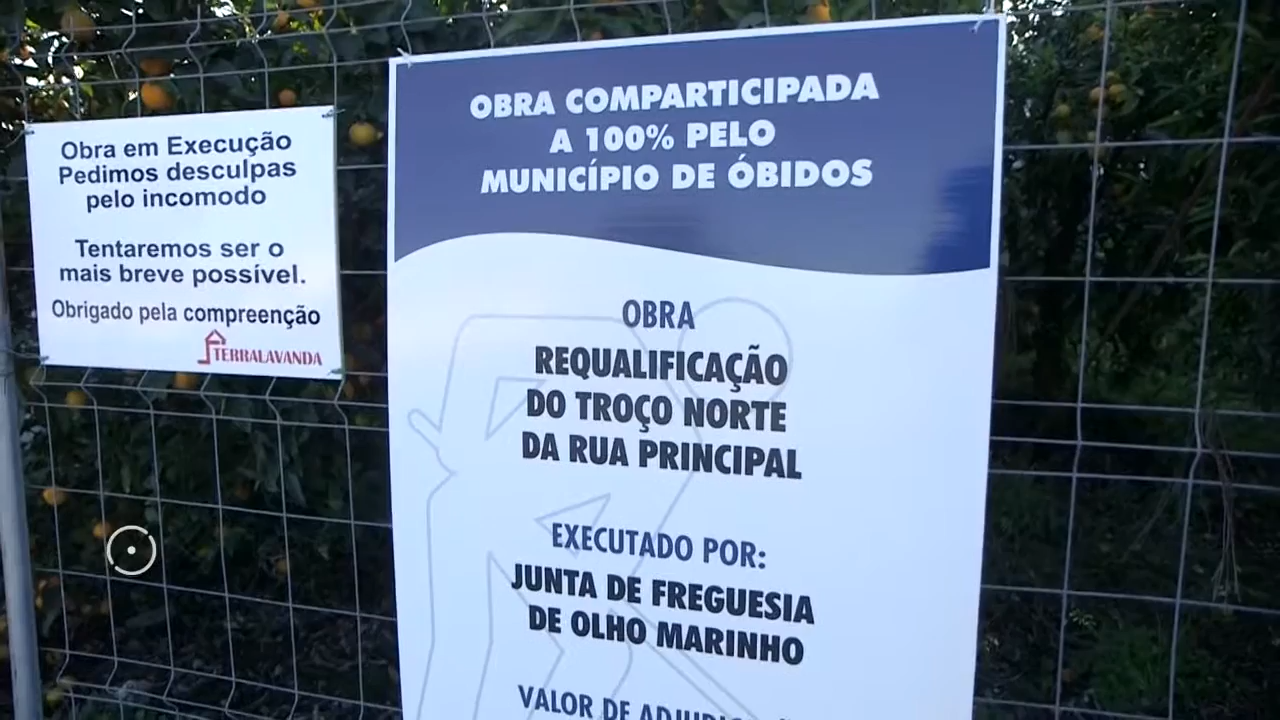 Obra em Execução
Pedimos desculpas
pelo incomodo
Tentaremos ser o
mais breve possível.
Obrigado pela compreenção
TERRALAVANDA
OBRA COMPARTICIPADA
A 100% PELO
MUNICÍPIO DE ÓBIDOS
OBRA
REQUALIFICAÇÃO
DO TROÇO NORTE
DA RUA PRINCIPAL
EXECUTADO POR:
JUNTA DE FREGUESIA
DE OLHO MARINHO
VALOR DE